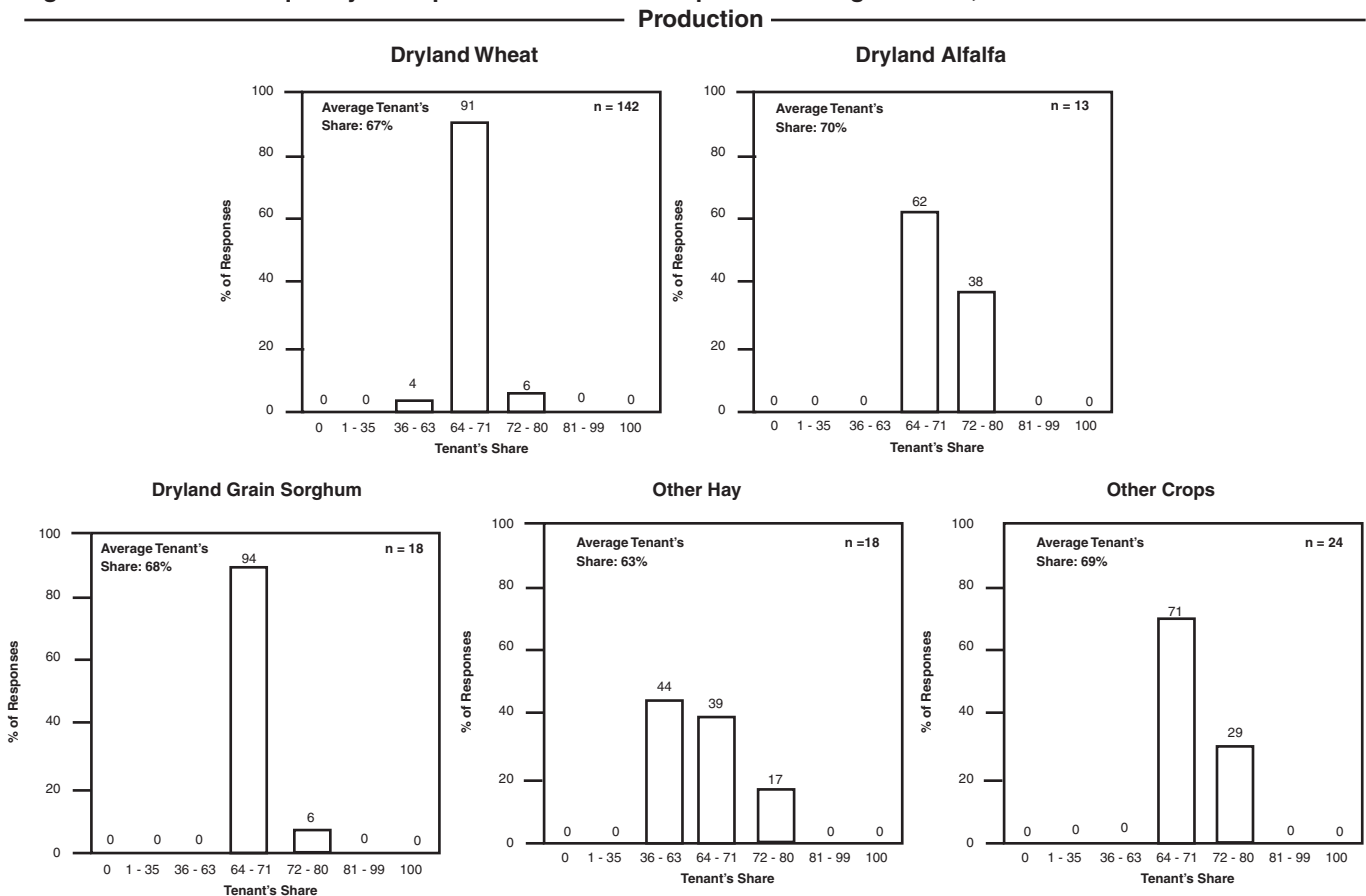 Production
Dryland Wheat
Average Tenant's
Share: 67%
n = 142
% of Responses
100
80
60
40
20
0
0
0
4
91
6
0
0
0 1 - 35 36 - 63 64 - 71 72 - 80 81 - 99 100
Tenant's Share
Dryland Alfalfa
Average Tenant's
Share: 70%
n = 13
% of Responses
100
80
60
40
20
0
0
0
0
62
38
0
0
0 1 - 35 36 - 63 64 - 71 72 - 80 81 - 99 100
Tenant's Share
Dryland Grain Sorghum
Average Tenant's
Share: 68%
n = 18
% of Responses
100
80
60
40
20
0
0
0
0
94
6
0
0
0 1 - 35 36 - 63 64 - 71 72 - 80 81 - 99 100
Tenant's Share
Other Hay
Average Tenant's
Share: 63%
n =18
% of Responses
100
80
60
40
20
0
0
0
44
39
17
0
0
0 1 - 35 36 - 63 64 - 71 72 - 80 81 - 99 100
Tenant's Share
Other Crops
Average Tenant's
Share: 69%
n = 24
% of Responses
100
80
60
40
20
0
0
0
0
71
29
0
0
0 1 - 35 36 - 63 64 - 71 72 - 80 81 - 99 100
Tenant's Share